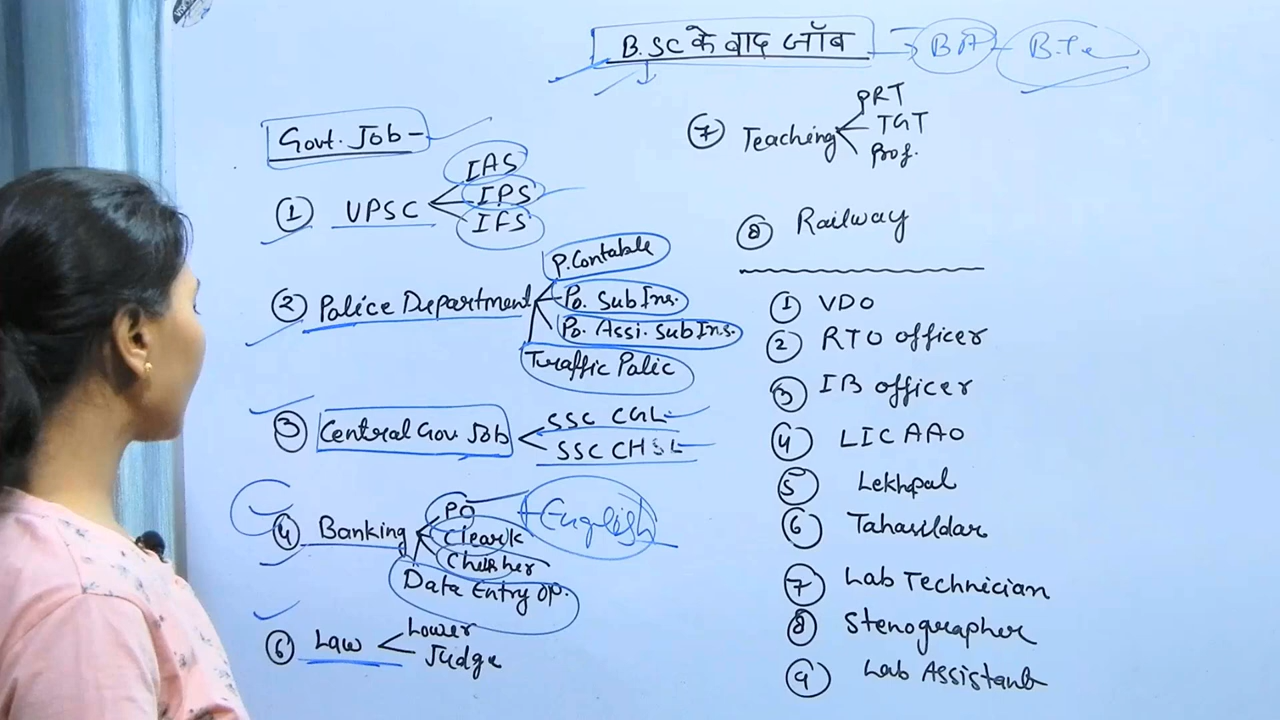 B.SC के बाद जॉब BA B.Te
Govt. Job -
① UPSC
IAS
IPS
IFS
② Police Department
P. Contable
Po. Sub Ins.
Po. Assi. Sub Ins.
Traffic Palic
③ Central Gov. Job
SSC CGL
SSC CHSL
④ Banking
PO
English
Cleark
Data Entry OP.
⑥ Law
Lower
Judge
⑦ Teaching
PRT
TGT
Prof.
⑧ Railway
① VDO
② RTO officer
③ IB officer
④ LIC AAO
⑤ Lekhpal
⑥ Tahasildar
⑦ Lab Technician
⑧ Stenographer
⑨ Lab Assistant